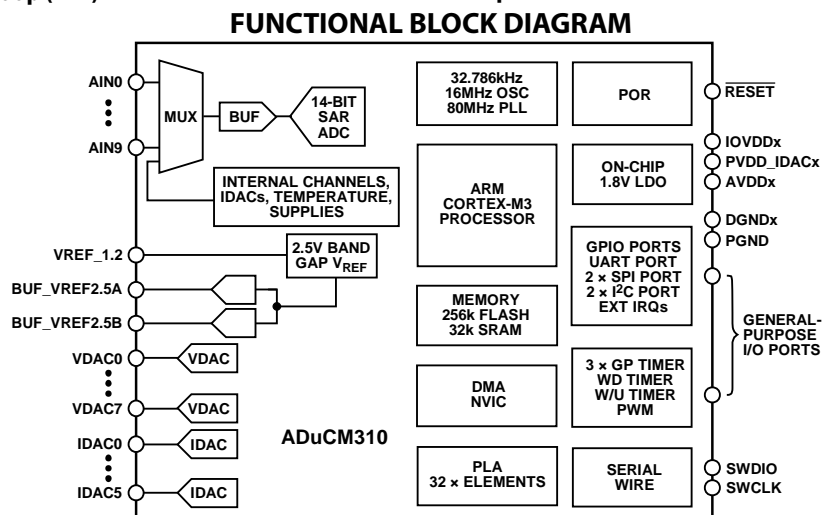 FUNCTIONAL BLOCK DIAGRAM
AIN0
AIN9
MUX
BUF
14-BIT
SAR
ADC
INTERNAL CHANNELS,
IDACs, TEMPERATURE,
SUPPLIES
VREF_1.2
2.5V BAND
GAP VREF
BUF_VREF2.5A
BUF_VREF2.5B
VDAC0
VDAC
VDAC7
VDAC
IDAC0
IDAC
IDAC5
IDAC
ADuCM310
32.786kHz
16MHz OSC
80MHz PLL
ARM
CORTEX-M3
PROCESSOR
MEMORY
256k FLASH
32k SRAM
DMA
NVIC
PLA
32 × ELEMENTS
POR
ON-CHIP
1.8V LDO
GPIO PORTS
UART PORT
2 × SPI PORT
2 × I2C PORT
EXT IRQs
3 × GP TIMER
WD TIMER
W/U TIMER
PWM
SERIAL
WIRE
RESET
IOVDDx
PVDD_IDACx
AVDDx
DGNDx
PGND
GENERAL-
PURPOSE
I/O PORTS
SWDIO
SWCLK